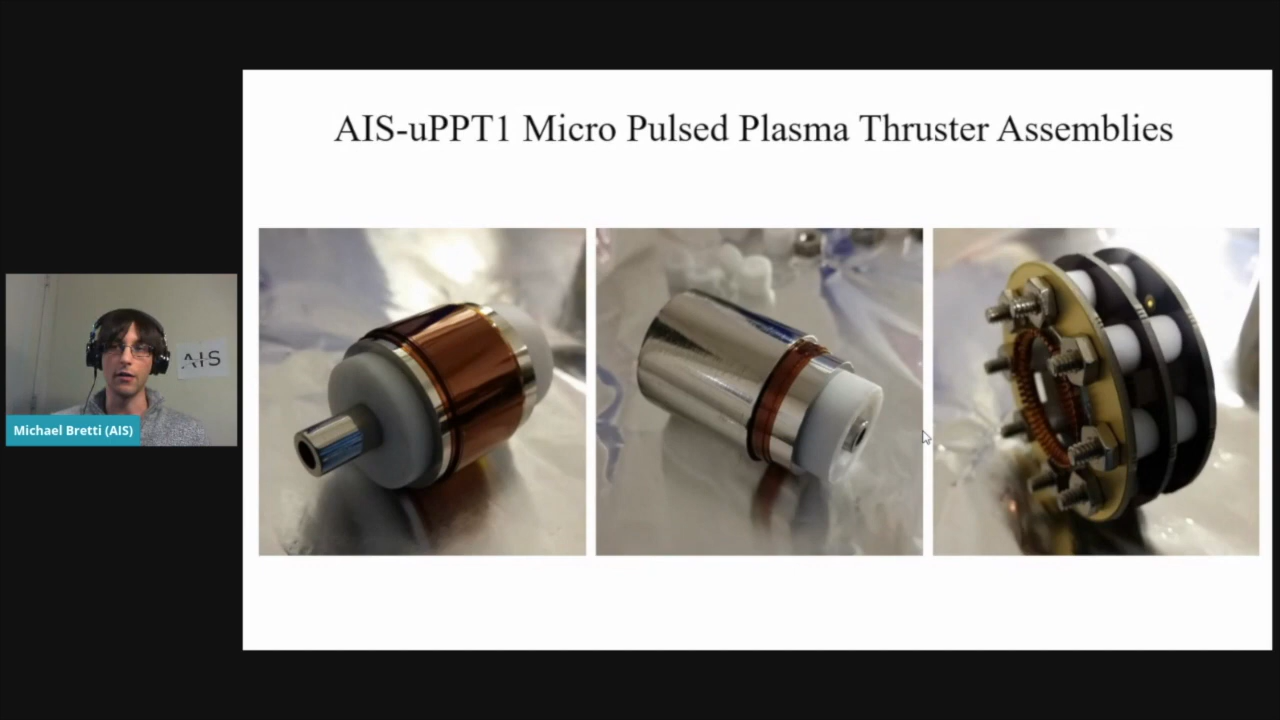 AIS-uPPT1 Micro Pulsed Plasma Thruster Assemblies
AIS
Michael Bretti (AIS)